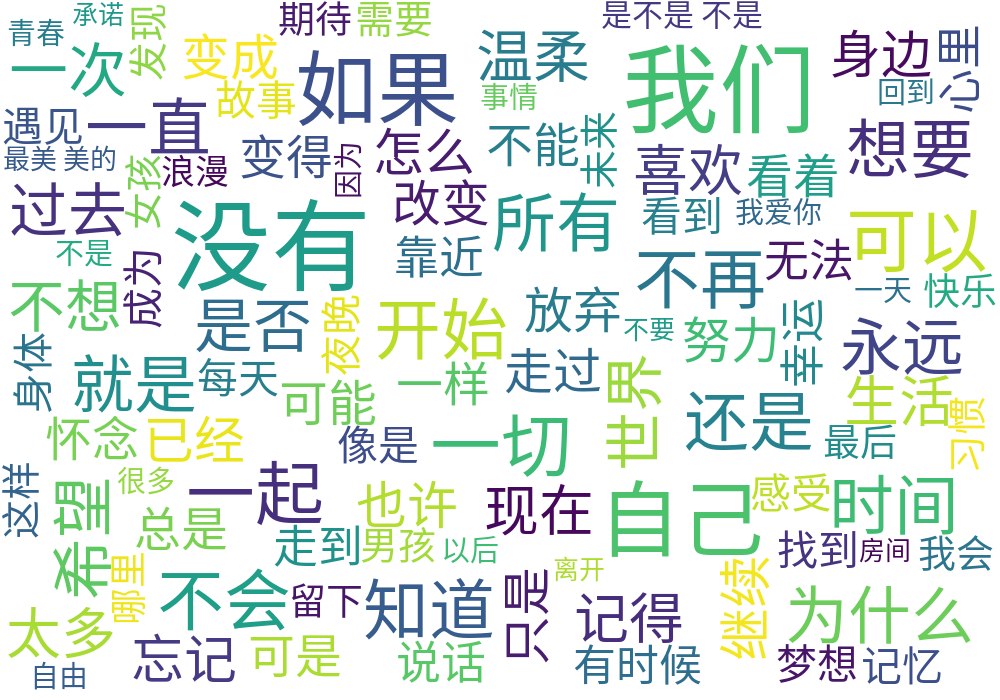 承诺
青春
发现
一次
变成
期待
需要
是不是 不是
身边
心里
如果
温柔
我们
故事
事情
回到
遇见
一直
变得
怎么
不能
未来
想要
最美 美的
女孩
浪漫
因为
喜欢
看着
过去
没有
改变
所有
看到
我爱你
可以
不是
成为
靠近
不再
无法
不想
是否
夜晚
开始
放弃
不要
努力
幸运
一天
快乐
永远
身体
就是
每天
可能
一样
走过
世界
还是
生活
最后
习惯
怀念
已经
像是
一切
这样
希望
很多
一起
也许
现在
自己
感受
时间
总是
走到
男孩
以后
离开
找到
房间
我会
哪里
不会
留下
知道
只是
记得
继续
为什么
太多
忘记
可是
说话
有时候
梦想
记忆
自由